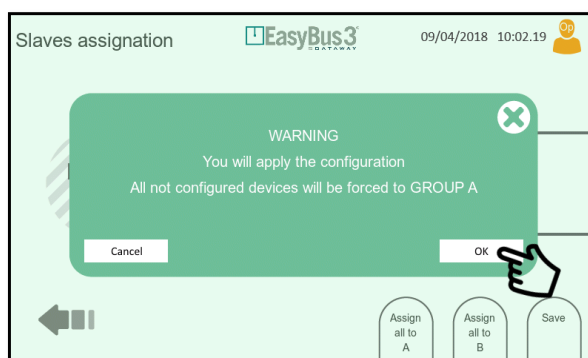 Slaves assignation
EasyBus3
DATAWAY
09/04/2018 10:02.19
Op
WARNING
You will apply the configuration
All not configured devices will be forced to GROUP A
Cancel
OK
Assign
all to
A
Assign
all to
B
Save